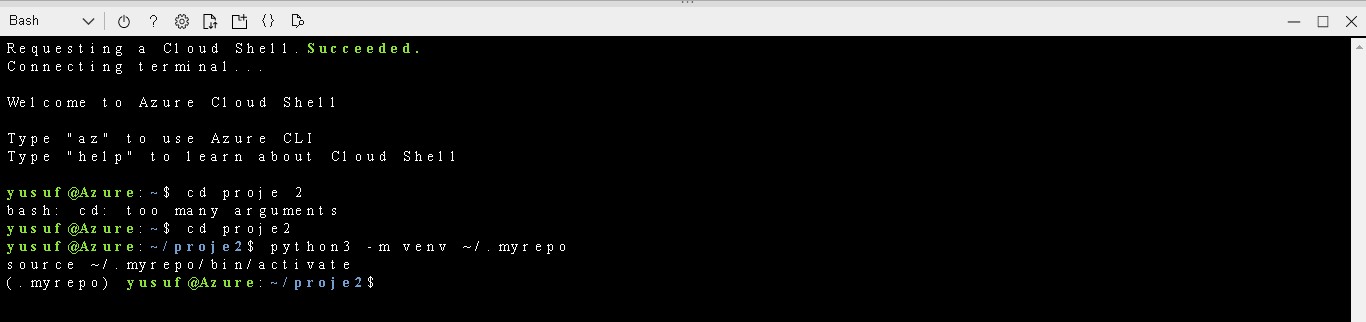 Bash
?
{}
Requesting a Cloud Shell.Succeeded.
Connecting terminal...
Welcome to Azure Cloud Shell
Type "az" to use Azure CLI
Type "help" to learn about Cloud Shell
yusuf@Azure:~$ cd proje 2
bash: cd: too many arguments
yusuf@Azure:~$ cd proje2
yusuf@Azure:~/proje2$ python3 -m venv ~/.myrepo
source ~/.myrepo/bin/activate
(.myrepo) yusuf@Azure:~/proje2$